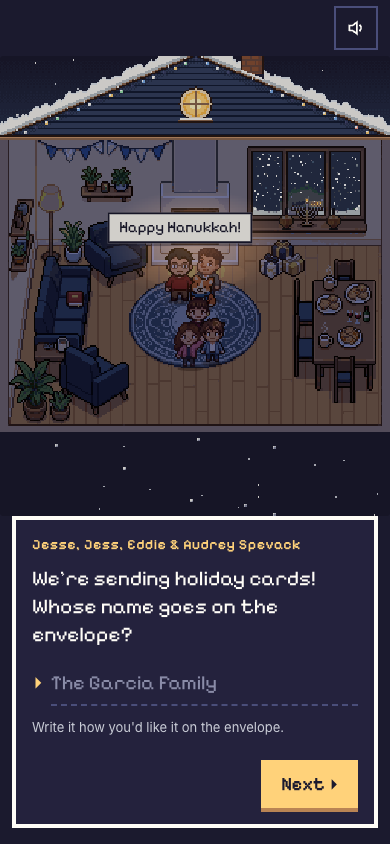 Happy Hanukkah!
Jesse, Jess, Eddie & Audrey Spevack
We're sending holiday cards!
Whose name goes on the
envelope?
The Garcia Family
Write it how you'd like it on the envelope.
Next